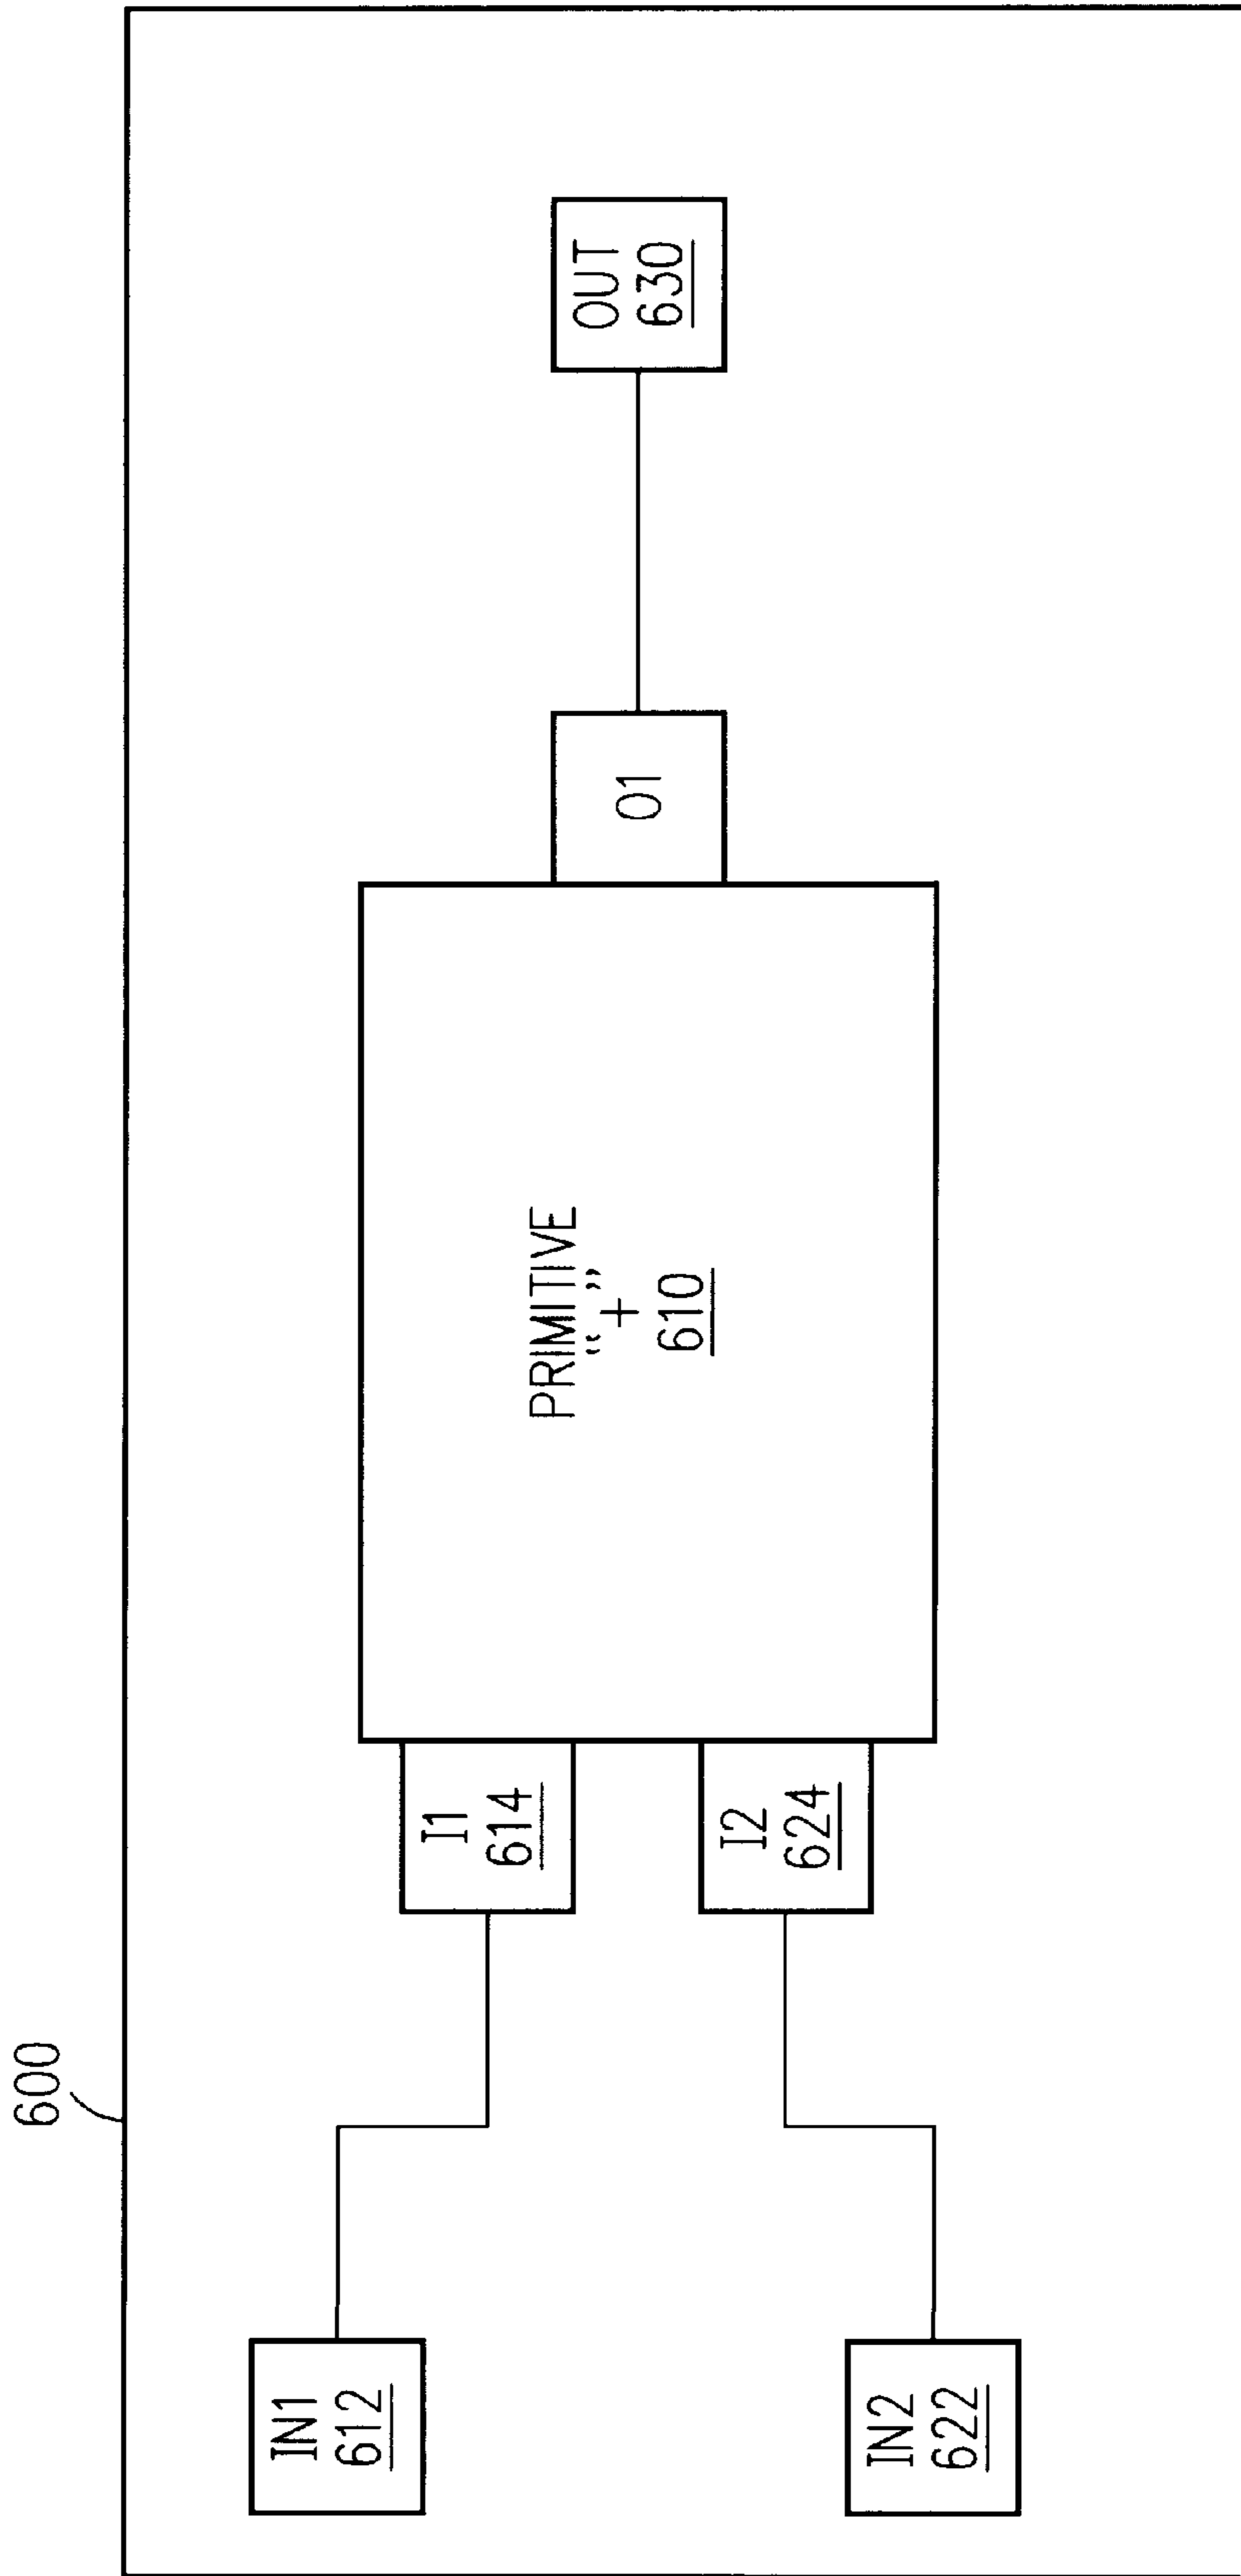 600
IN1
612
I1
614
PRIMITIVE
“+”
610
O1
OUT
630
IN2
622
I2
624